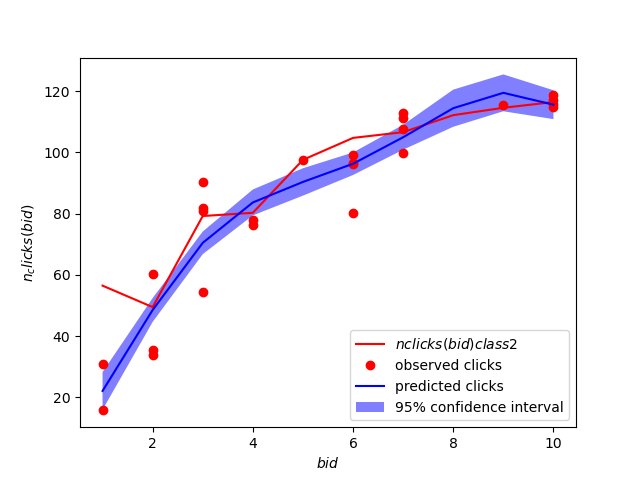 120
100
80
60
40
20
n_clicks(bid)
nclicks(bid)class2
observed clicks
predicted clicks
95% confidence interval
2
4
6
8
10
bid